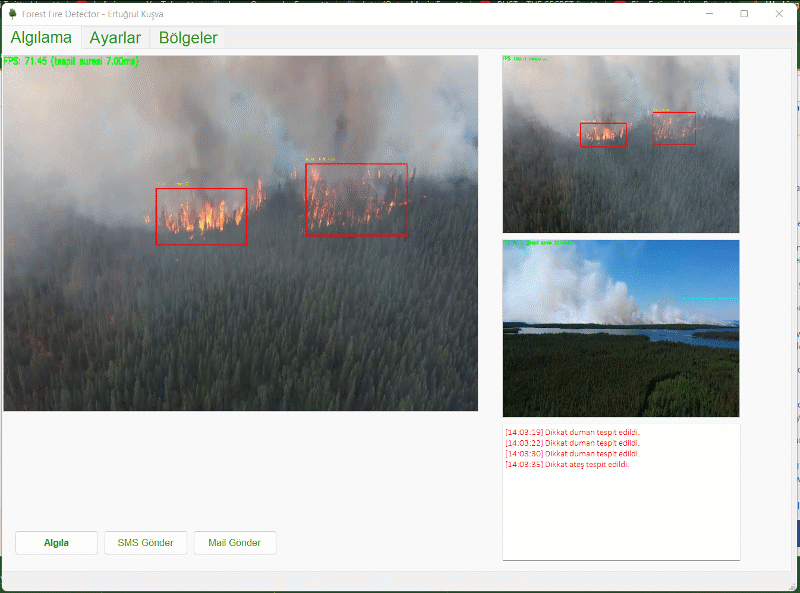 Forest Fire Detector - Ertuğrul Kuşva
Algılama Ayarlar Bölgeler
FPS: 71.45 (tespit suresi 7.00ms)
[14:03:19] Dikkat duman tespit edildi.
[14:03:22] Dikkat duman tespit edildi.
[14:03:30] Dikkat duman tespit edildi.
[14:03:35] Dikkat ateş tespit edildi.
Algıla SMS Gönder Mail Gönder